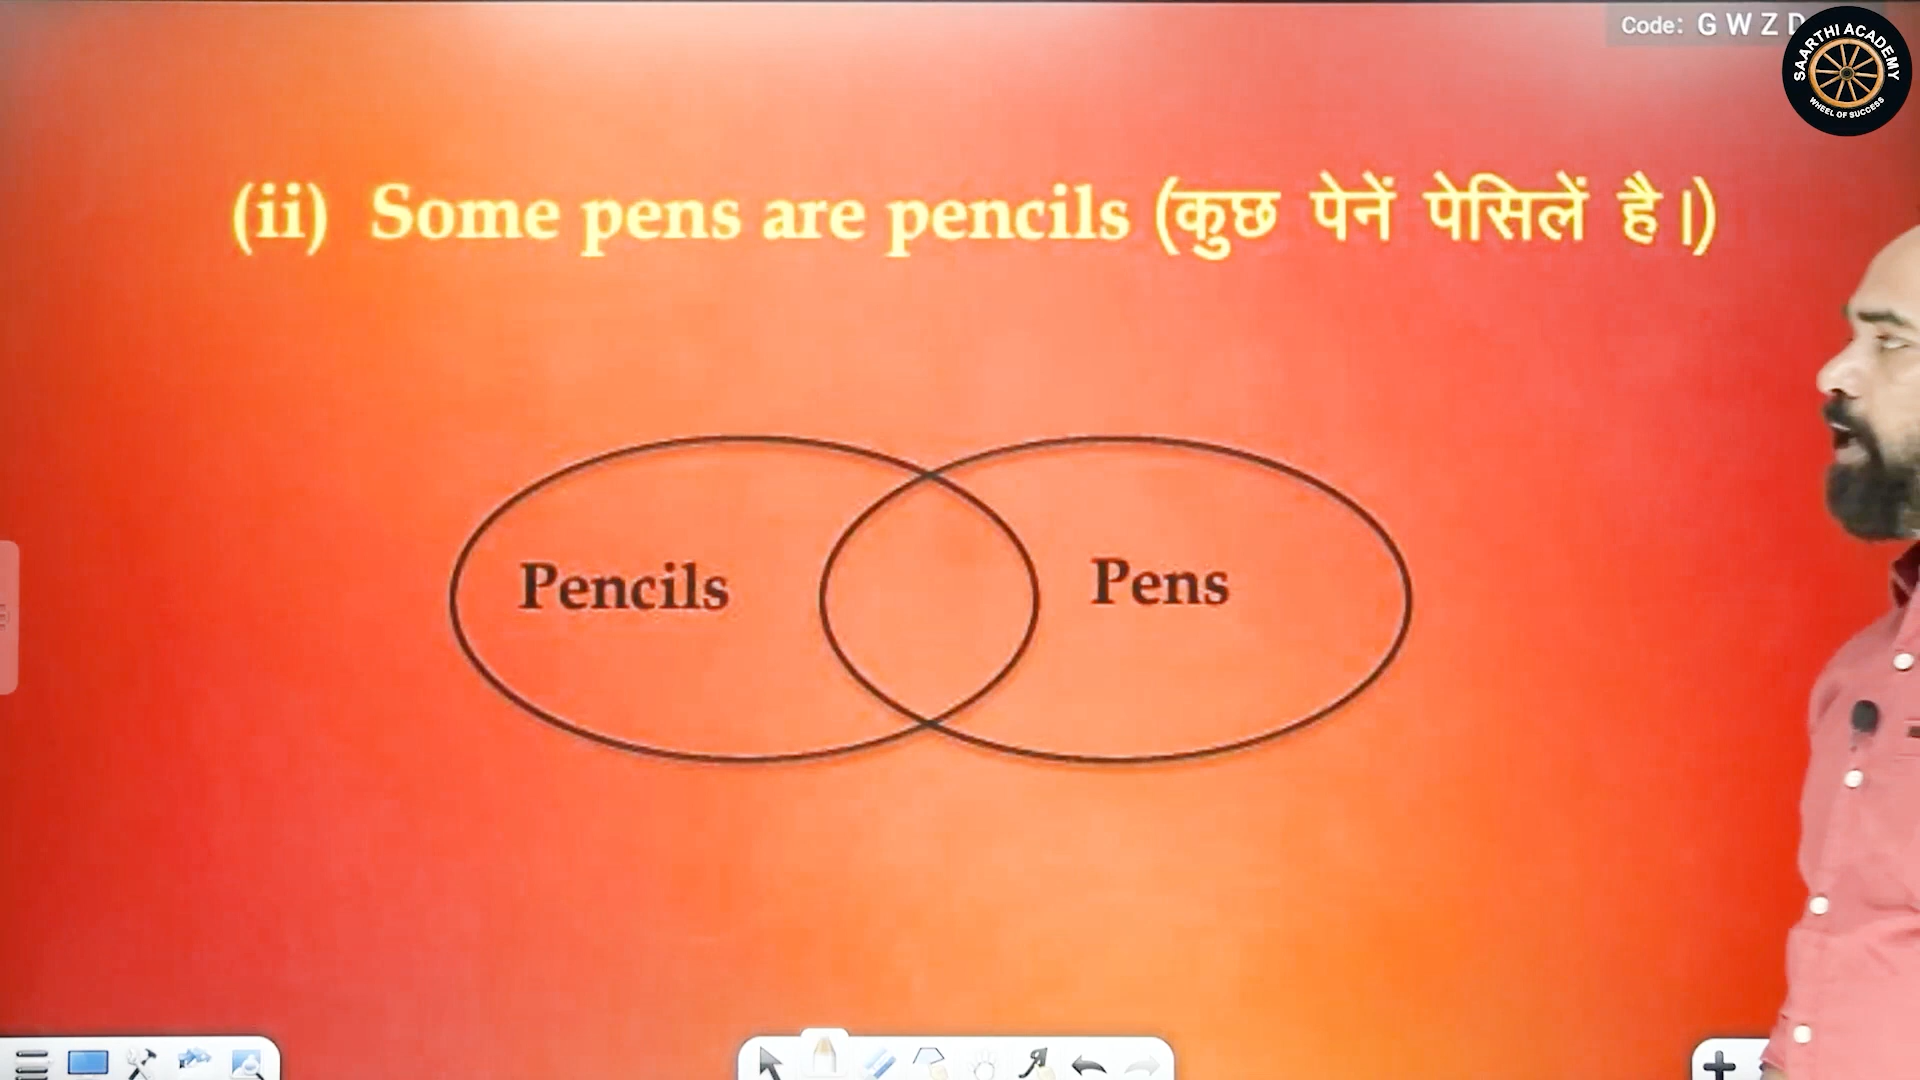 Code: G W Z D
SAARTHI ACADEMY
WHEEL OF SUCCESS
(ii) Some pens are pencils (कुछ पेनें पेसिलें है।)
Pencils
Pens